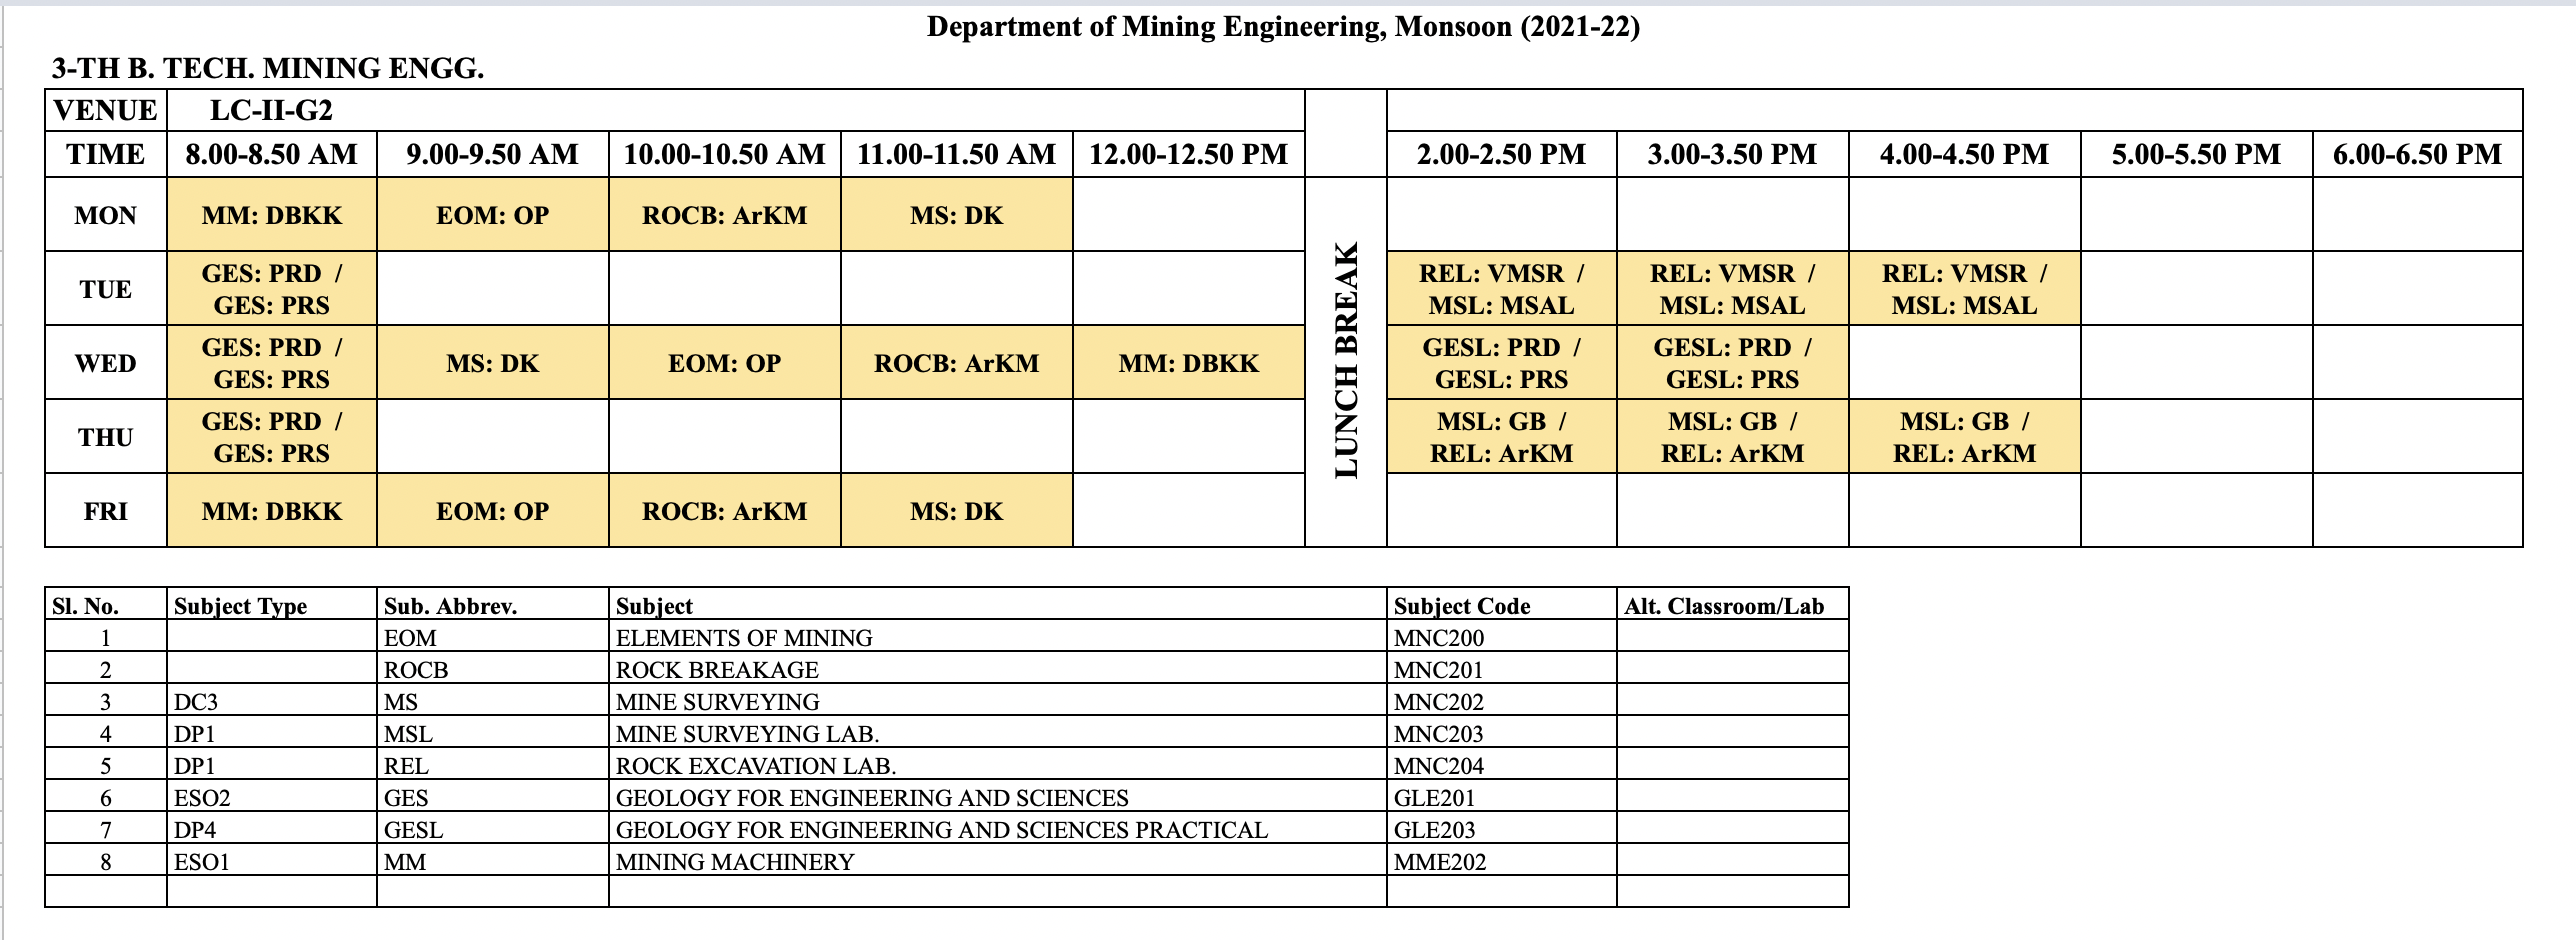 Department of Mining Engineering, Monsoon (2021-22)
3-TH B. TECH. MINING ENGG.
VENUE LC-II-G2
TIME 8.00-8.50 AM 9.00-9.50 AM 10.00-10.50 AM 11.00-11.50 AM 12.00-12.50 PM LUNCH BREAK 2.00-2.50 PM 3.00-3.50 PM 4.00-4.50 PM 5.00-5.50 PM 6.00-6.50 PM
MON MM: DBKK EOM: OP ROCB: ArKM MS: DK
TUE GES: PRD / GES: PRS REL: VMSR / MSL: MSAL REL: VMSR / MSL: MSAL REL: VMSR / MSL: MSAL
WED GES: PRD / GES: PRS MS: DK EOM: OP ROCB: ArKM MM: DBKK GESL: PRD / GESL: PRS GESL: PRD / GESL: PRS
THU GES: PRD / GES: PRS MSL: GB / REL: ArKM MSL: GB / REL: ArKM MSL: GB / REL: ArKM
FRI MM: DBKK EOM: OP ROCB: ArKM MS: DK
Sl. No. Subject Type Sub. Abbrev. Subject Subject Code Alt. Classroom/Lab
1 EOM ELEMENTS OF MINING MNC200
2 ROCB ROCK BREAKAGE MNC201
3 DC3 MS MINE SURVEYING MNC202
4 DP1 MSL MINE SURVEYING LAB. MNC203
5 DP1 REL ROCK EXCAVATION LAB. MNC204
6 ESO2 GES GEOLOGY FOR ENGINEERING AND SCIENCES GLE201
7 DP4 GESL GEOLOGY FOR ENGINEERING AND SCIENCES PRACTICAL GLE203
8 ESO1 MM MINING MACHINERY MME202